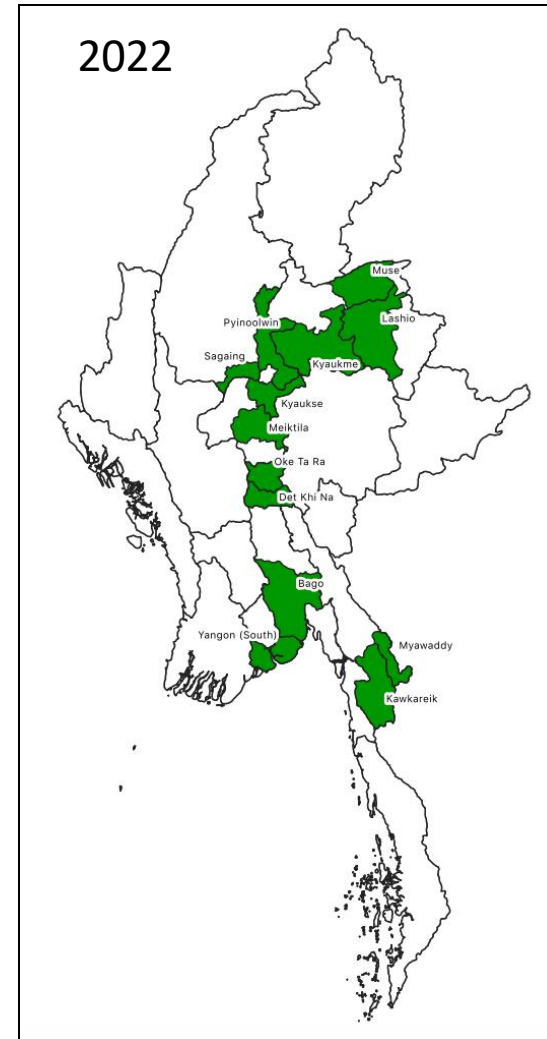 2022
Muse
Pyinoolwin
Lashio
Sagaing
Kyaukme
Kyaukse
Meiktila
Oke Ta Ra
Det Khi Na
Bago
Yangon (South)
Myawaddy
Kawkareik